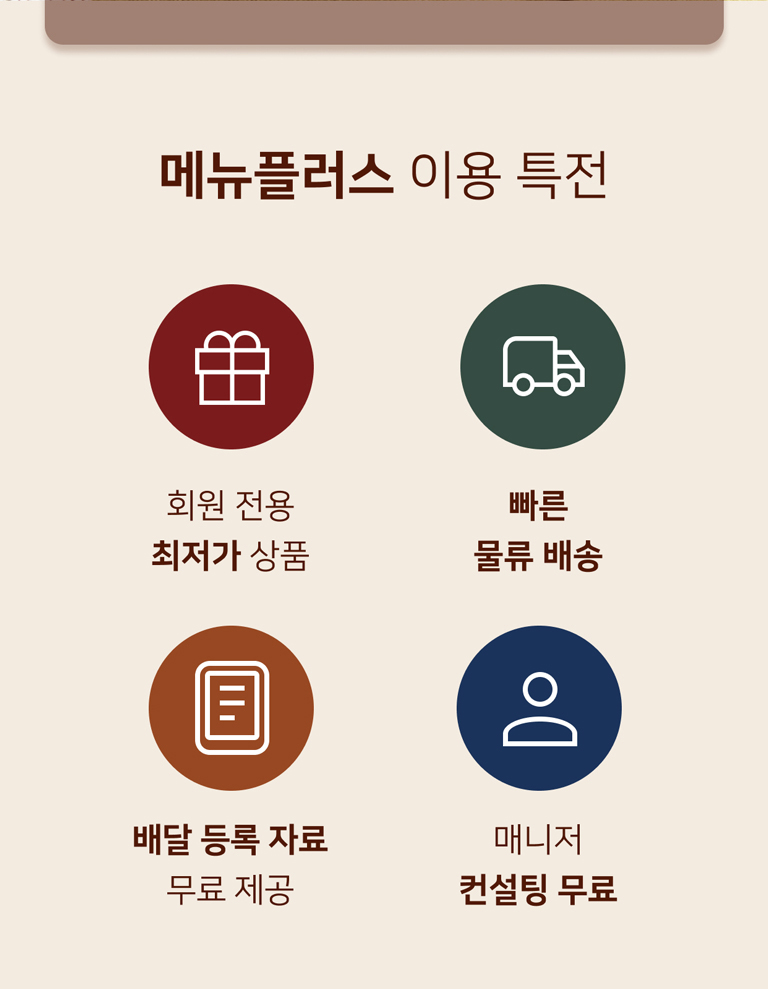 메뉴플러스 이용 특전
회원 전용
최저가 상품
빠른
물류 배송
배달 등록 자료
무료 제공
매니저
컨설팅 무료